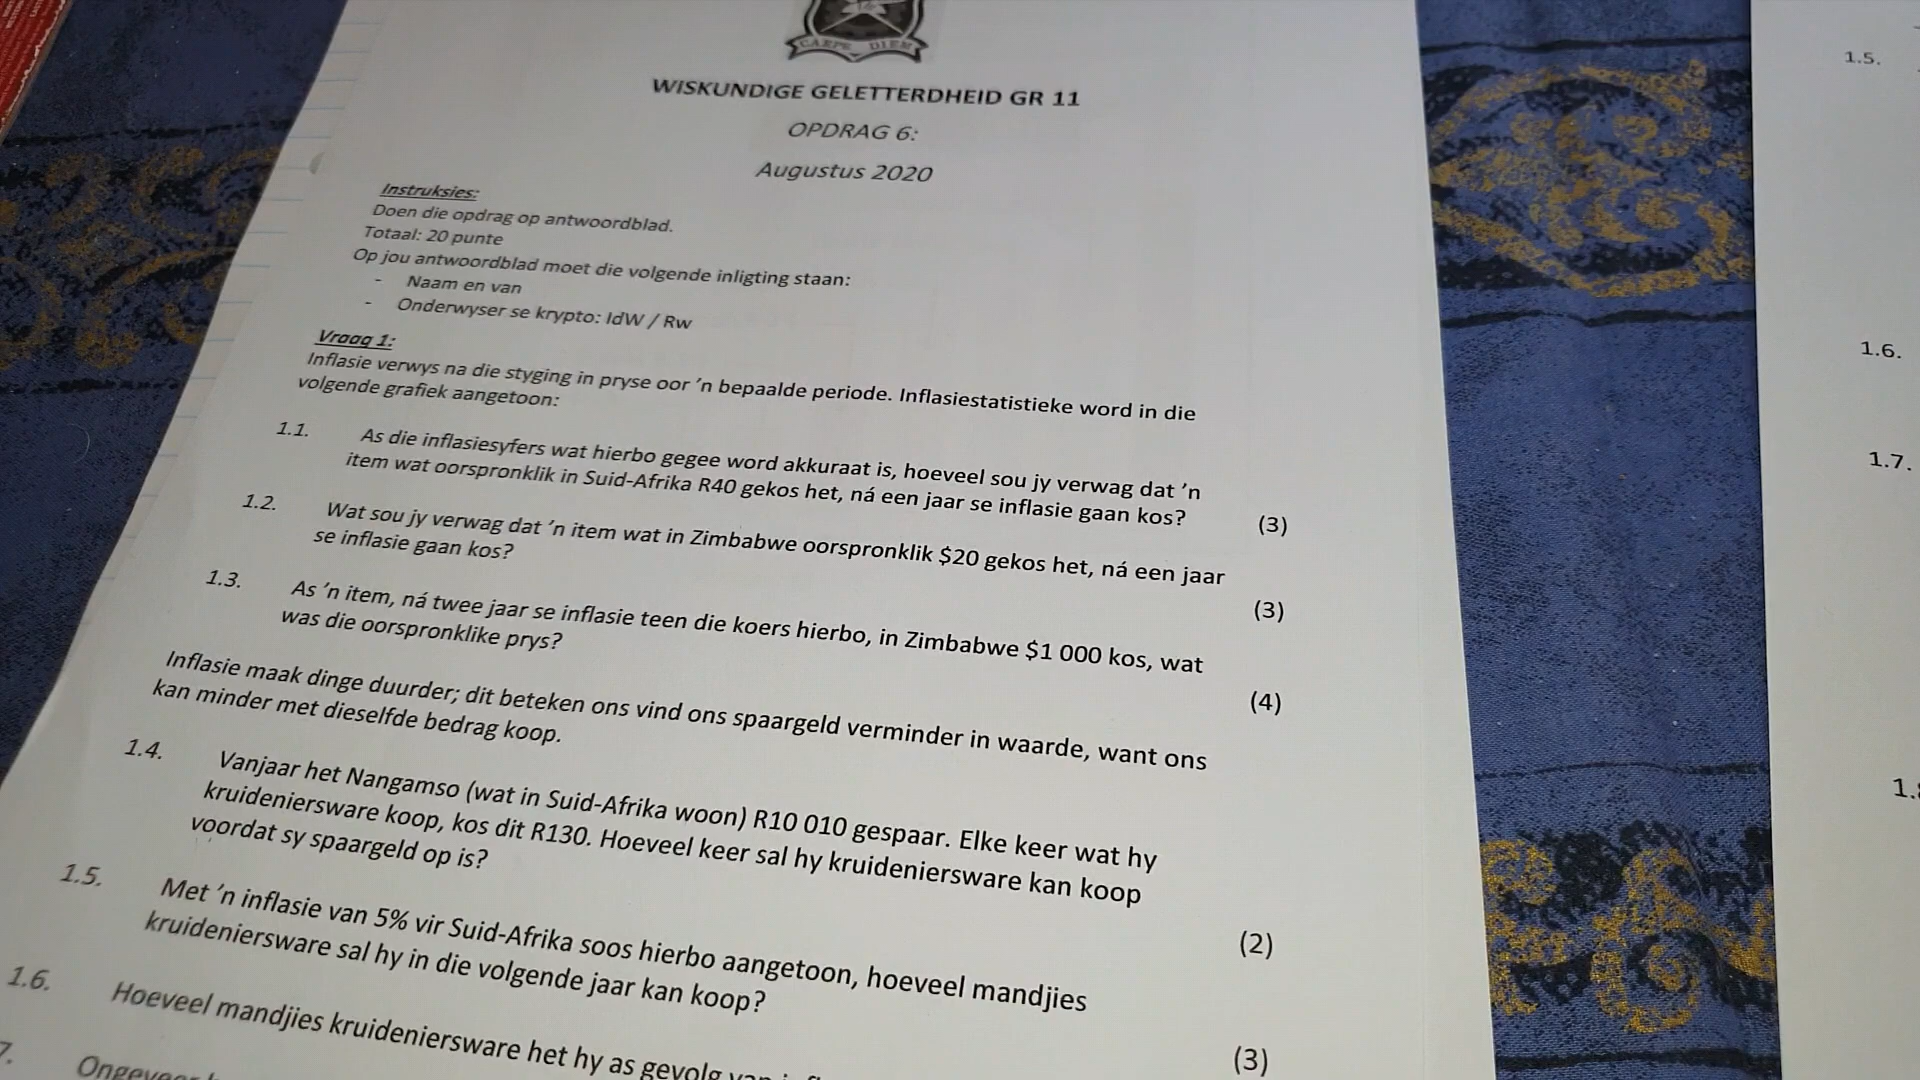 CARPE DIEM
WISKUNDIGE GELETTERDHEID GR 11
OPDRAG 6:
Augustus 2020
Instruksies:
Doen die opdrag op antwoordblad.
Totaal: 20 punte
Op jou antwoordblad moet die volgende inligting staan:
- Naam en van
- Onderwyser se krypto: IdW / Rw
Vraag 1:
Inflasie verwys na die styging in pryse oor 'n bepaalde periode. Inflasiestatistieke word in die
volgende grafiek aangetoon:
1.1. As die inflasiesyfers wat hierbo gegee word akkuraat is, hoeveel sou jy verwag dat 'n
item wat oorspronklik in Suid-Afrika R40 gekos het, ná een jaar se inflasie gaan kos? (3)
1.2. Wat sou jy verwag dat 'n item wat in Zimbabwe oorspronklik $20 gekos het, ná een jaar
se inflasie gaan kos? (3)
1.3. As 'n item, ná twee jaar se inflasie teen die koers hierbo, in Zimbabwe $1 000 kos, wat
was die oorspronklike prys? (4)
Inflasie maak dinge duurder; dit beteken ons vind ons spaargeld verminder in waarde, want ons
kan minder met dieselfde bedrag koop.
1.4. Vanjaar het Nangamso (wat in Suid-Afrika woon) R10 010 gespaar. Elke keer wat hy
kruideniersware koop, kos dit R130. Hoeveel keer sal hy kruideniersware kan koop
voordat sy spaargeld op is? (2)
1.5. Met 'n inflasie van 5% vir Suid-Afrika soos hierbo aangetoon, hoeveel mandjies
kruideniersware sal hy in die volgende jaar kan koop? (3)
1.6. Hoeveel mandjies kruideniersware het hy as gevolg van
7. Ongeveer
1.5.
1.6.
1.7.